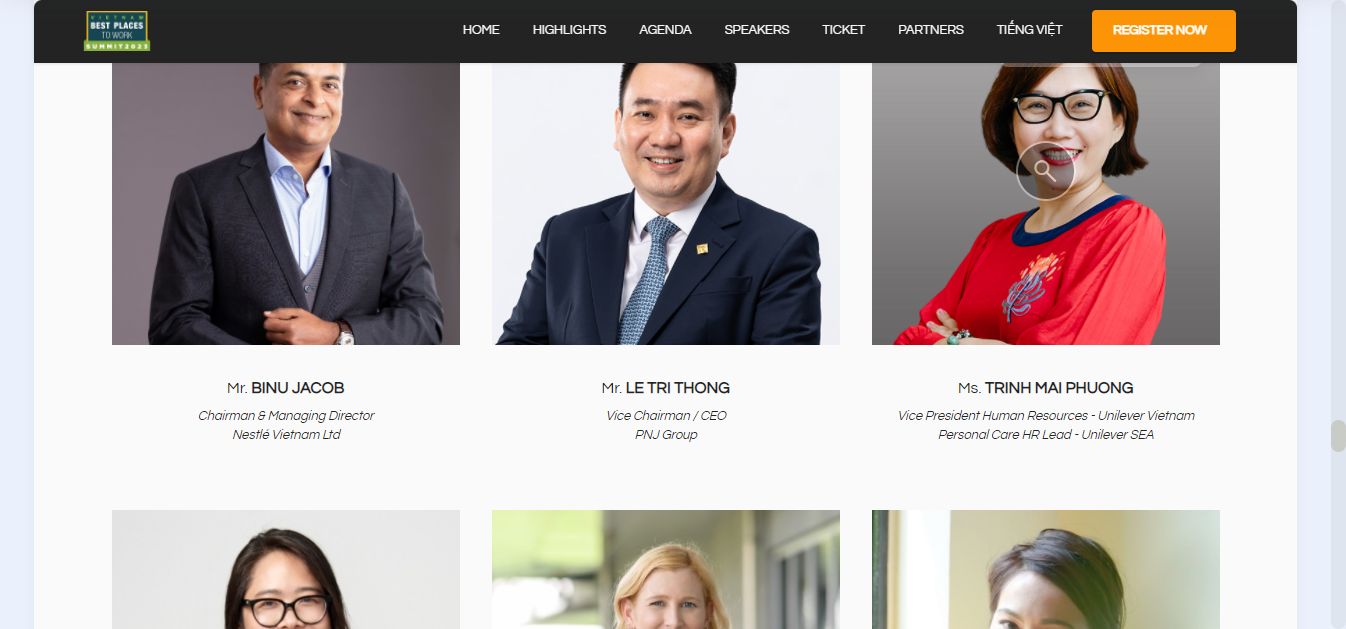 VIETNAM
BEST PLACES
TO WORK
SUMMIT2023
HOME
HIGHLIGHTS
AGENDA
SPEAKERS
TICKET
PARTNERS
TIẾNG VIỆT
REGISTER NOW
Mr. BINU JACOB
Chairman & Managing Director
Nestlé Vietnam Ltd
Mr. LE TRI THONG
Vice Chairman / CEO
PNJ Group
Ms. TRINH MAI PHUONG
Vice President Human Resources - Unilever Vietnam
Personal Care HR Lead - Unilever SEA